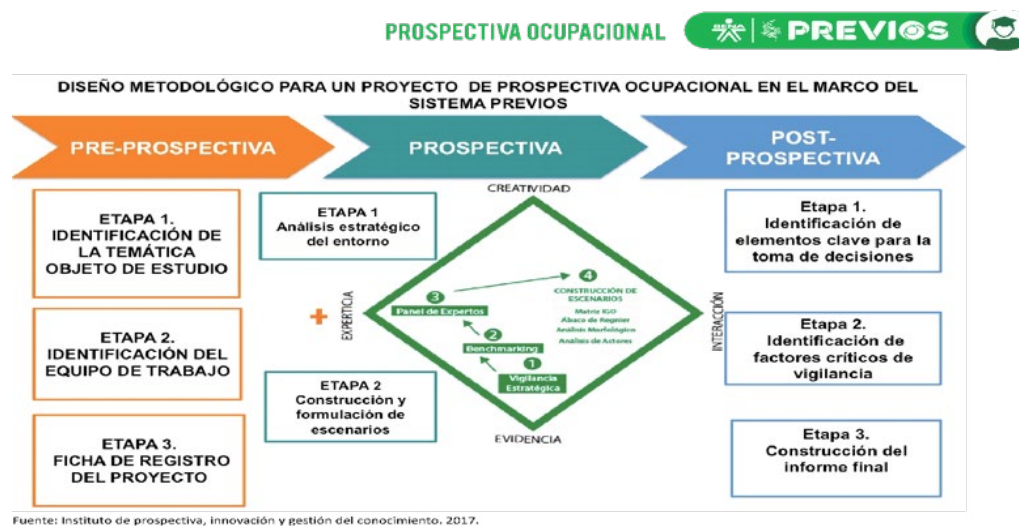 PROSPECTIVA OCUPACIONAL
PREVIOS
DISEÑO METODOLÓGICO PARA UN PROYECTO DE PROSPECTIVA OCUPACIONAL EN EL MARCO DEL
SISTEMA PREVIOS
PRE-PROSPECTIVA
PROSPECTIVA
POST-
PROSPECTIVA
ETAPA 1.
IDENTIFICACIÓN DE
LA TEMÁTICA
OBJETO DE ESTUDIO
ETAPA 2.
IDENTIFICACIÓN DEL
EQUIPO DE TRABAJO
ETAPA 3.
FICHA DE REGISTRO
DEL PROYECTO
ETAPA 1
Análisis estratégico
del entorno
+
ETAPA 2
Construcción y
formulación de
escenarios
CREATIVIDAD
EXPERTICIA
INTERACCIÓN
EVIDENCIA
4
CONSTRUCCIÓN DE
ESCENARIOS
Matriz IGO
Ábaco de Regnier
Análisis Morfológico
Análisis de Actores
3
Panel de Expertos
2
Benchmarking
1
Vigilancia
Estratégica
Etapa 1.
Identificación de
elementos clave para la
toma de decisiones
Etapa 2.
Identificación de
factores críticos de
vigilancia
Etapa 3.
Construcción del
informe final
Fuente: Instituto de prospectiva, innovación y gestión del conocimiento. 2017.